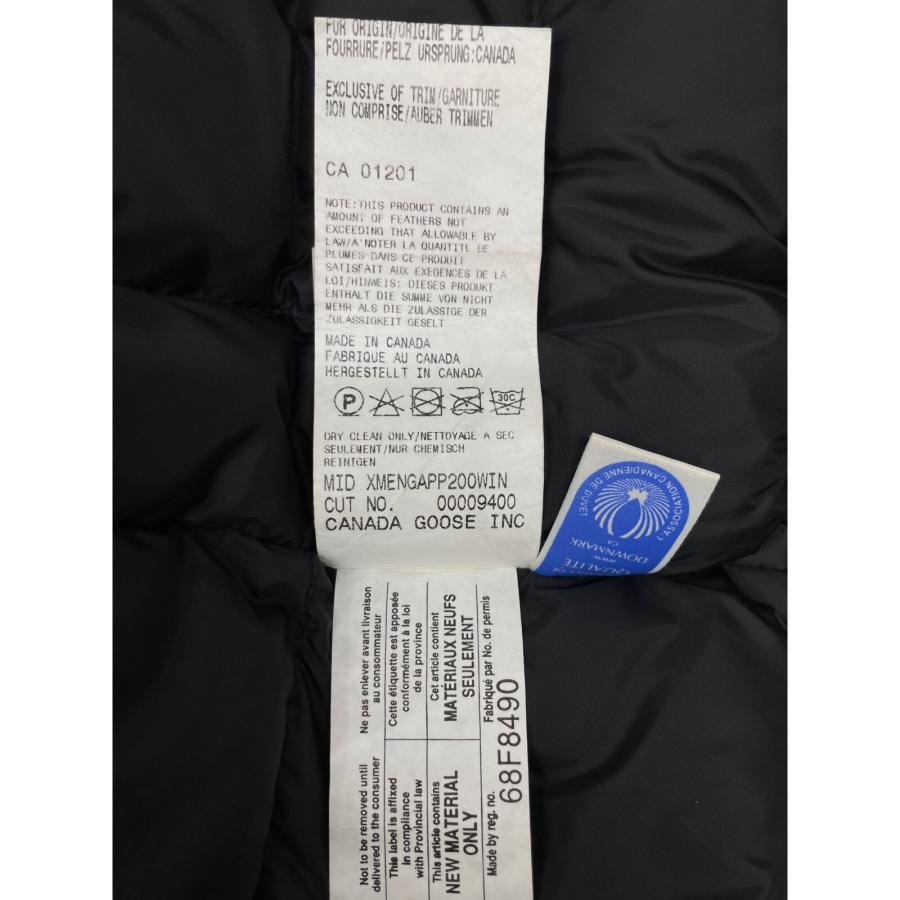 FUR ORIGIN/ORIGINE DE LA
FOURRURE/PELZ URSPRUNG:CANADA
EXCLUSIVE OF TRIM/GARNITURE
NON COMPRISE/AUBER TRIMMEN
CA 01201
NOTE:THIS PRODUCT CONTAINS AN
AMOUNT OF FEATHERS NOT
EXCEEDING THAT ALLOWABLE BY
LAW/A'NOTER LA QUANTITE DE
PLUMES DANS CE PRODUIT
SATISFAIT AUX EXEGENCES DE LA
LOI/HINWEIS: DIESES PRODUKT
ENTHALT DIE SUMME VON NICHT
MEHR ALS DIE ZULASSIGE DER
ZULASSIGKEIT GESELT
MADE IN CANADA
FABRIQUE AU CANADA
HERGESTELLT IN CANADA
P
30C
DRY CLEAN ONLY/NETTOYAGE A SEC
SEULEMENT/NUR CHEMISCH
REINIGEN
MID XMENGAPP200WIN
CUT NO. 00009400
CANADA GOOSE INC
L'ASSOCIATION CANADIENNE DE DUVET
CA
DOWNMARK
WWW
QUALITÉ
Ne pas enlever avant livraison
au consommateur
Cette étiquette est apposée
conformément à la loi
de la province
Cet article contient
MATÉRIAUX NEUFS
SEULEMENT
Fabriqué par No. de permis
68F8490
Not to be removed until
delivered to the consumer
This label is affixed
in compliance
with Provincial law
This article contains
NEW MATERIAL
ONLY
Made by reg. no.